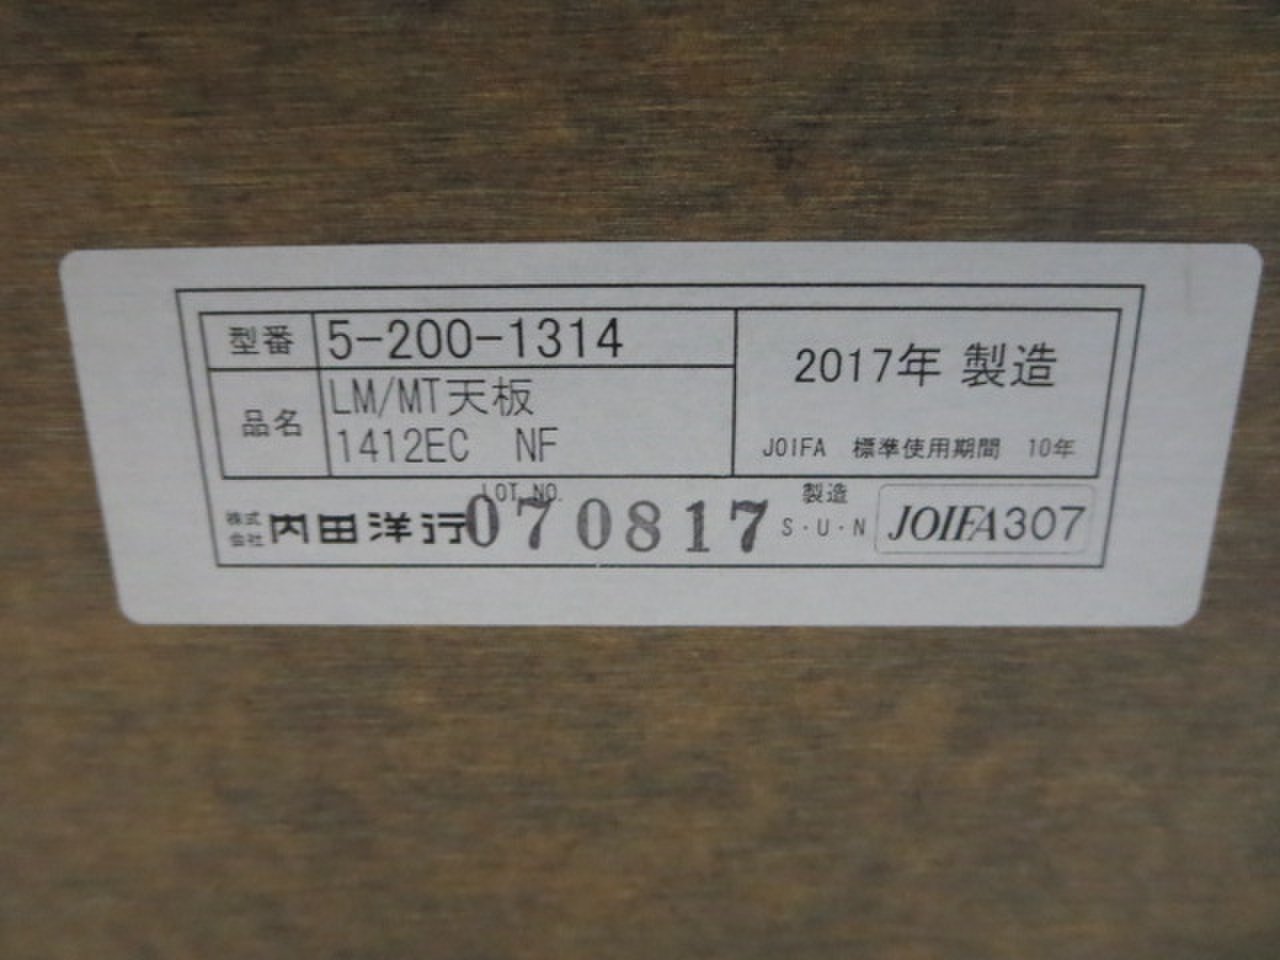 型番 5-200-1314
品名 LM/MT天板
1412EC NF
2017年 製造
JOIFA 標準使用期間 10年
株式会社 内田洋行
LOT NO.
070817
製造
S・U・N
JOIFA307